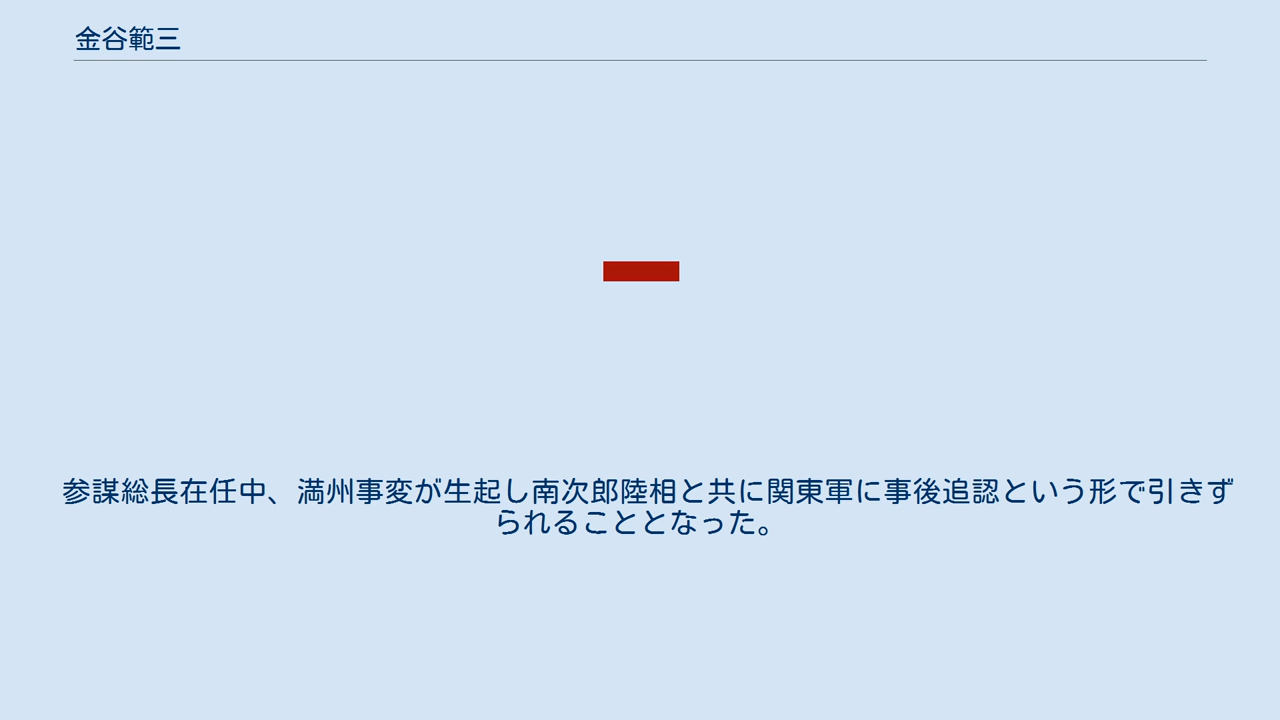 金谷範三
参謀総長在任中、満州事変が生起し南次郎陸相と共に関東軍に事後追認という形で引きず
られることとなった。